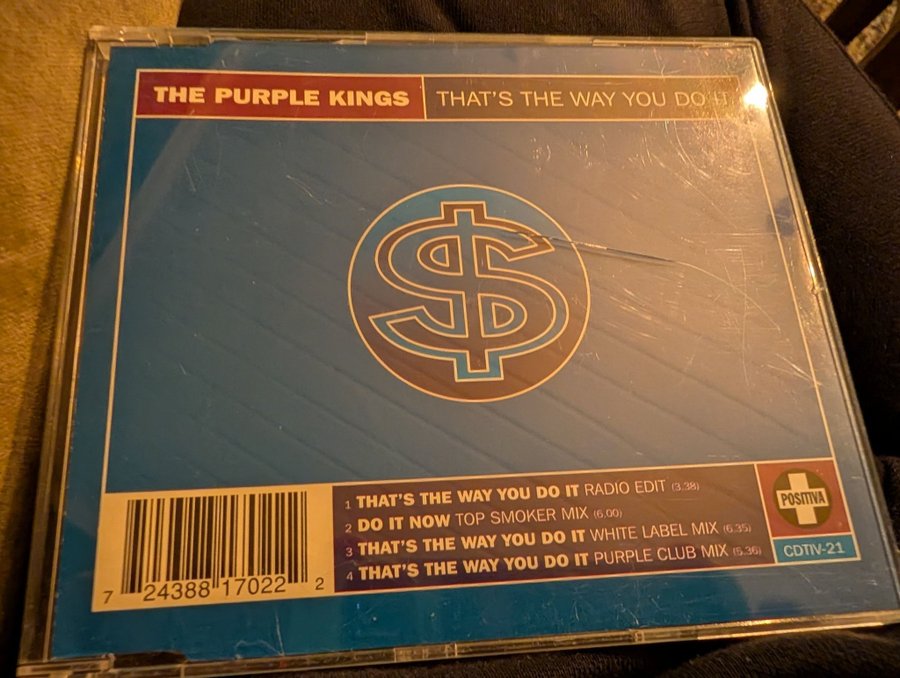 THE PURPLE KINGS THAT'S THE WAY YOU DO IT
$
1 THAT'S THE WAY YOU DO IT RADIO EDIT (3.38)
2 DO IT NOW TOP SMOKER MIX (6.00)
3 THAT'S THE WAY YOU DO IT WHITE LABEL MIX (6.35)
4 THAT'S THE WAY YOU DO IT PURPLE CLUB MIX (5.36)
POSITIVA
CDTIV-21
7 24388 17022 2